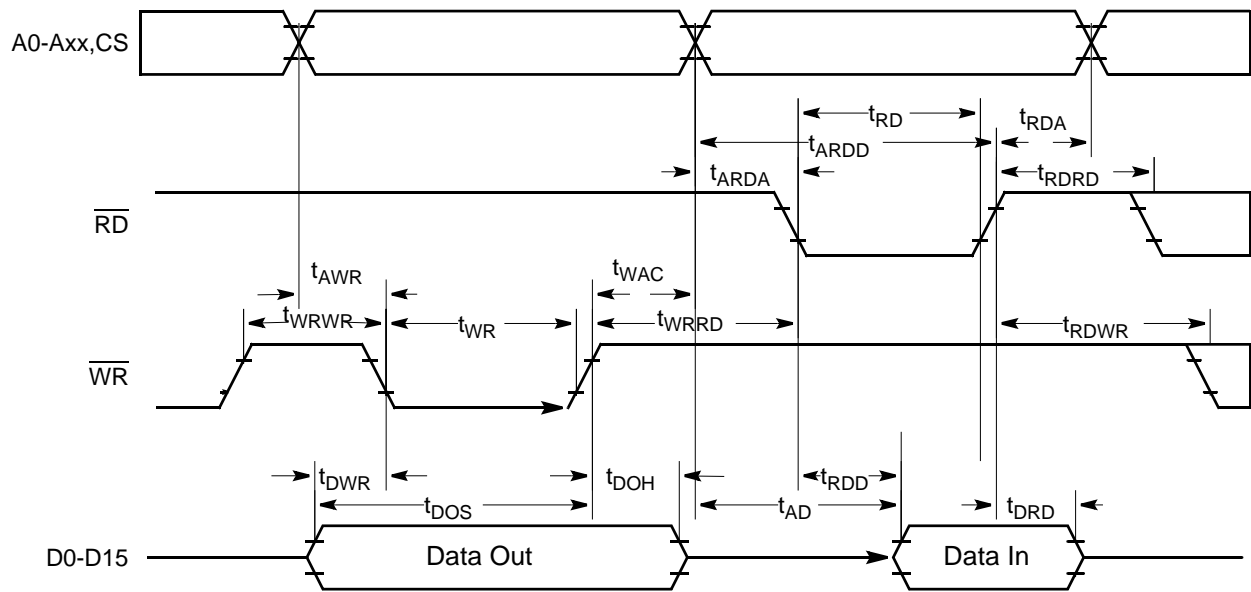 A0-Axx,CS
tRD
tRDA
tARDD
tARDA
tRDRD
RD
tAWR
tWAC
tWRWR
tWR
tWRRD
tRDWR
WR
tDWR
tDOH
tRDD
tDOS
tAD
tDRD
D0-D15
Data Out
Data In